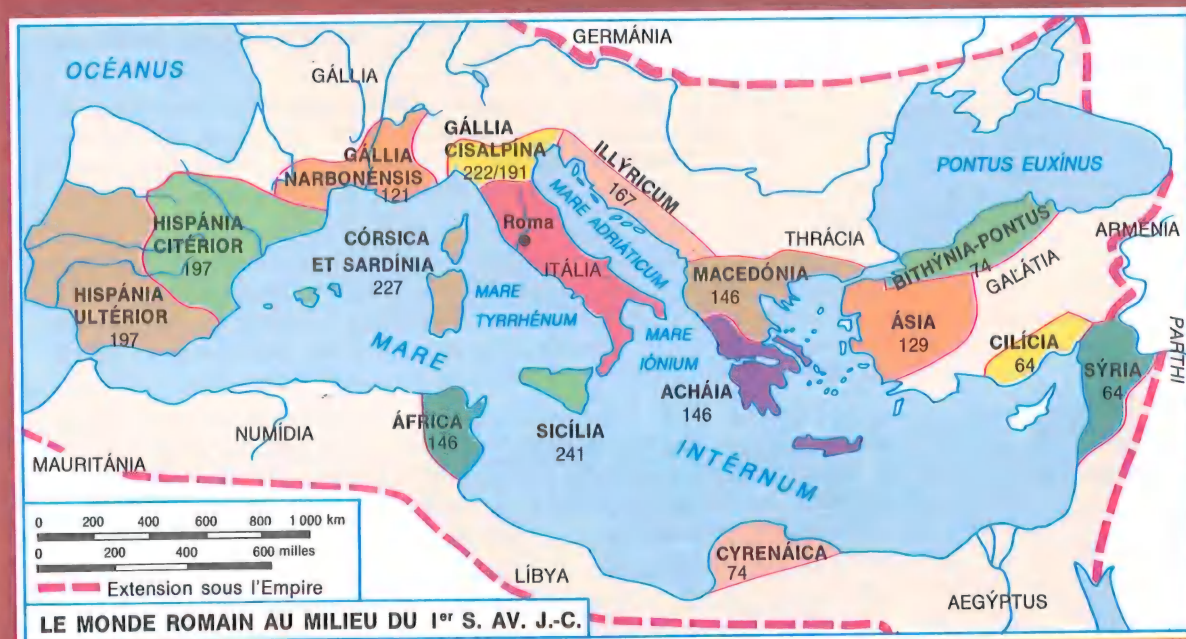 GERMÁNIA
OCÉANUS
GÁLLIA
GÁLLIA
CISALPINA
222/191
ILLÝRICUM
167
GÁLLIA
NARBONÉNSIS
121
PONTUS EUXÍNUS
HISPÁNIA
CITÉRIOR
197
Roma
MARE ADRIÁTICUM
CÓRSICA
ET SARDÍNIA
227
ITÁLIA
THRÁCIA
BITHÝNIA-PONTUS
74
ARMÉNIA
GALÁTIA
MACEDÓNIA
146
HISPÁNIA
ULTÉRIOR
197
MARE
TYRRHÉNUM
MARE
IÓNIUM
ÁSIA
129
CILÍCIA
64
SÝRIA
64
PARTHI
MARE
INTÉRNUM
ACHÁIA
146
ÁFRICA
146
SICÍLIA
241
NUMÍDIA
MAURITÁNIA
CYRENÁICA
74
LÍBYA
AEGÝPTUS
0 200 400 600 800 1 000 km
0 200 400 600 milles
Extension sous l'Empire
LE MONDE ROMAIN AU MILIEU DU Ier S. AV. J.-C.